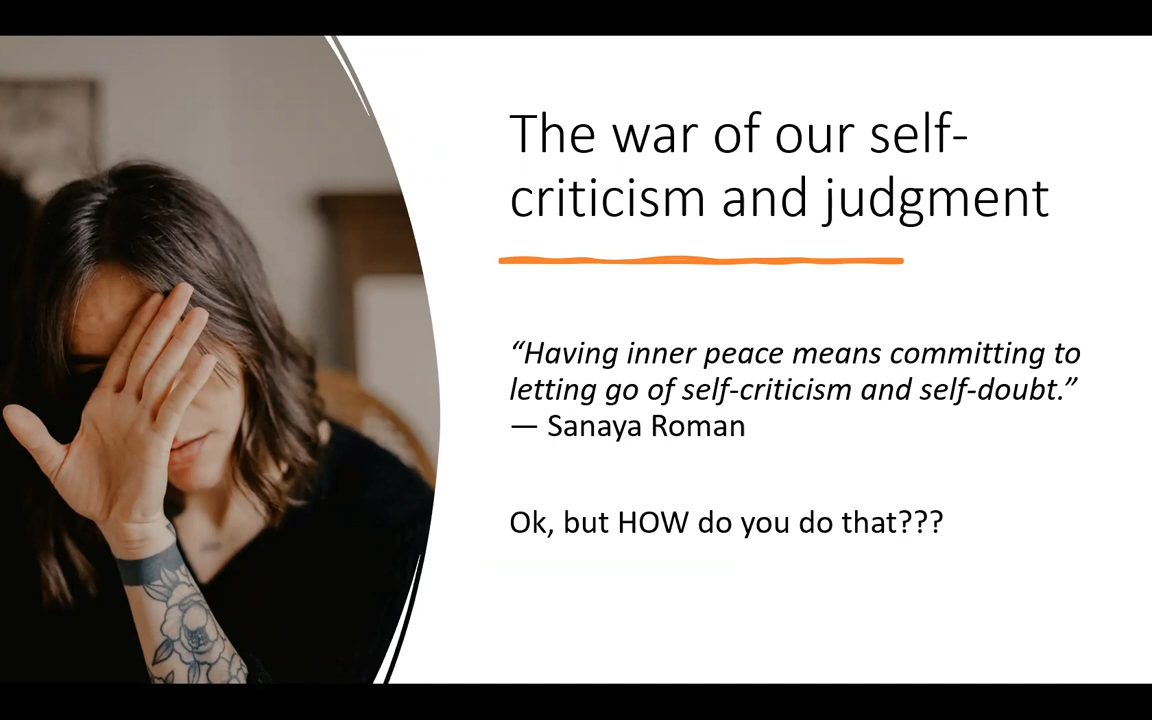 The war of our self-
criticism and judgment
“Having inner peace means committing to
letting go of self-criticism and self-doubt.”
— Sanaya Roman
Ok, but HOW do you do that???